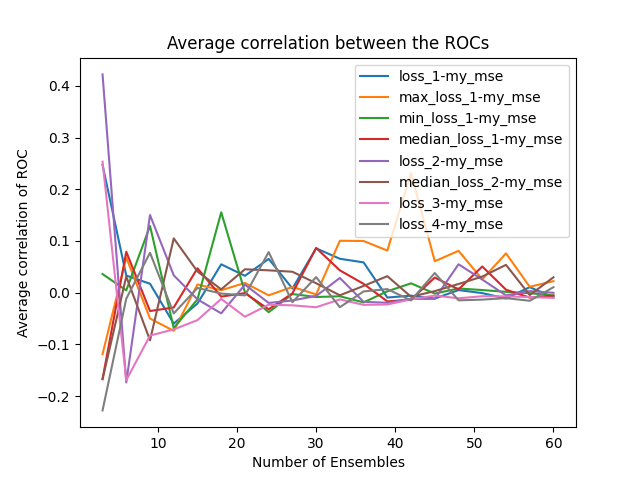 Average correlation between the ROCs
Average correlation of ROC
0.4
0.3
0.2
0.1
0.0
−0.1
−0.2
loss_1-my_mse
max_loss_1-my_mse
min_loss_1-my_mse
median_loss_1-my_mse
loss_2-my_mse
median_loss_2-my_mse
loss_3-my_mse
loss_4-my_mse
10 20 30 40 50 60
Number of Ensembles